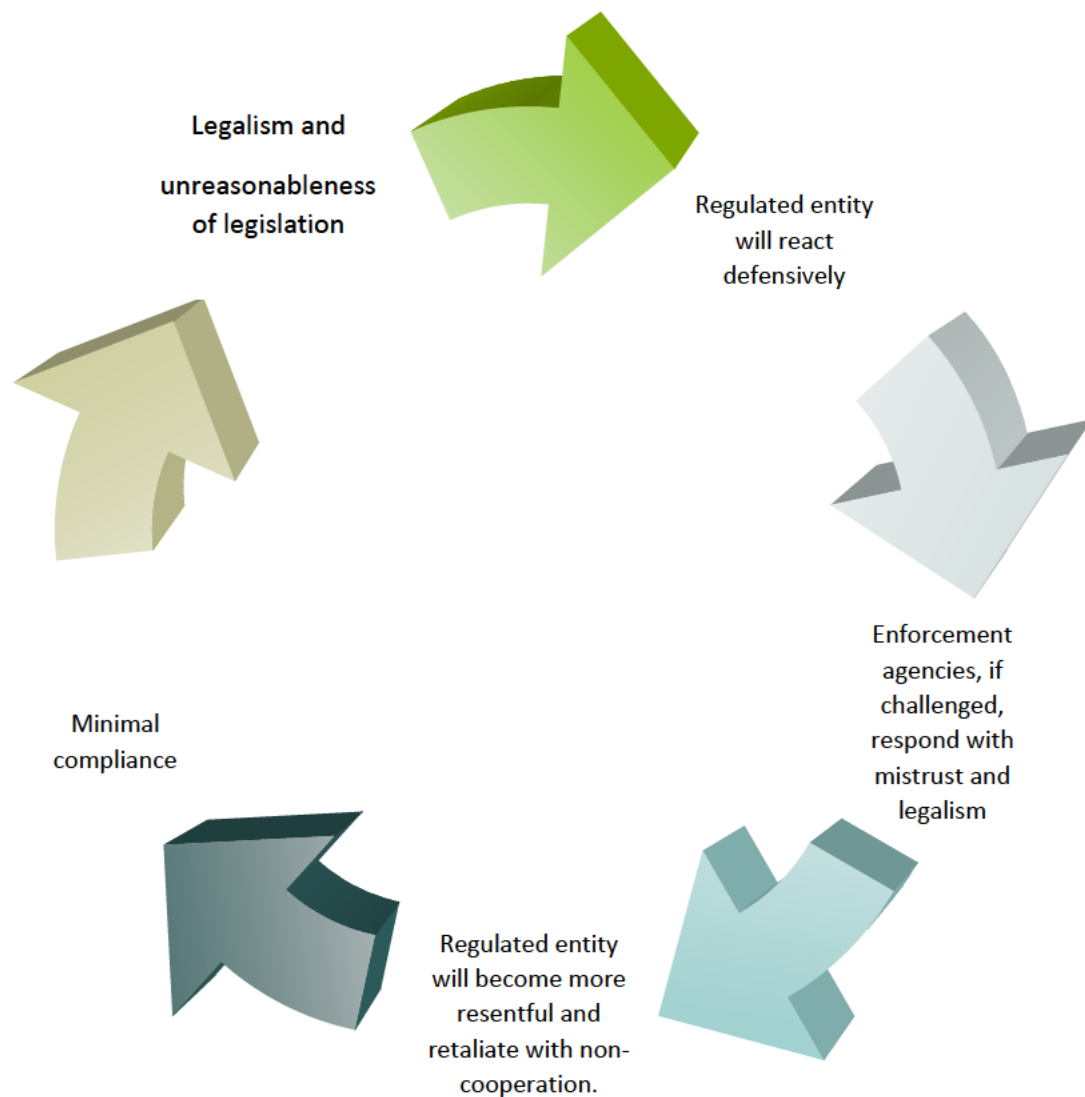 Legalism and
unreasonableness
of legislation
Regulated entity
will react
defensively
Enforcement
agencies, if
challenged,
respond with
mistrust and
legalism
Regulated entity
will become more
resentful and
retaliate with non-
cooperation.
Minimal
compliance